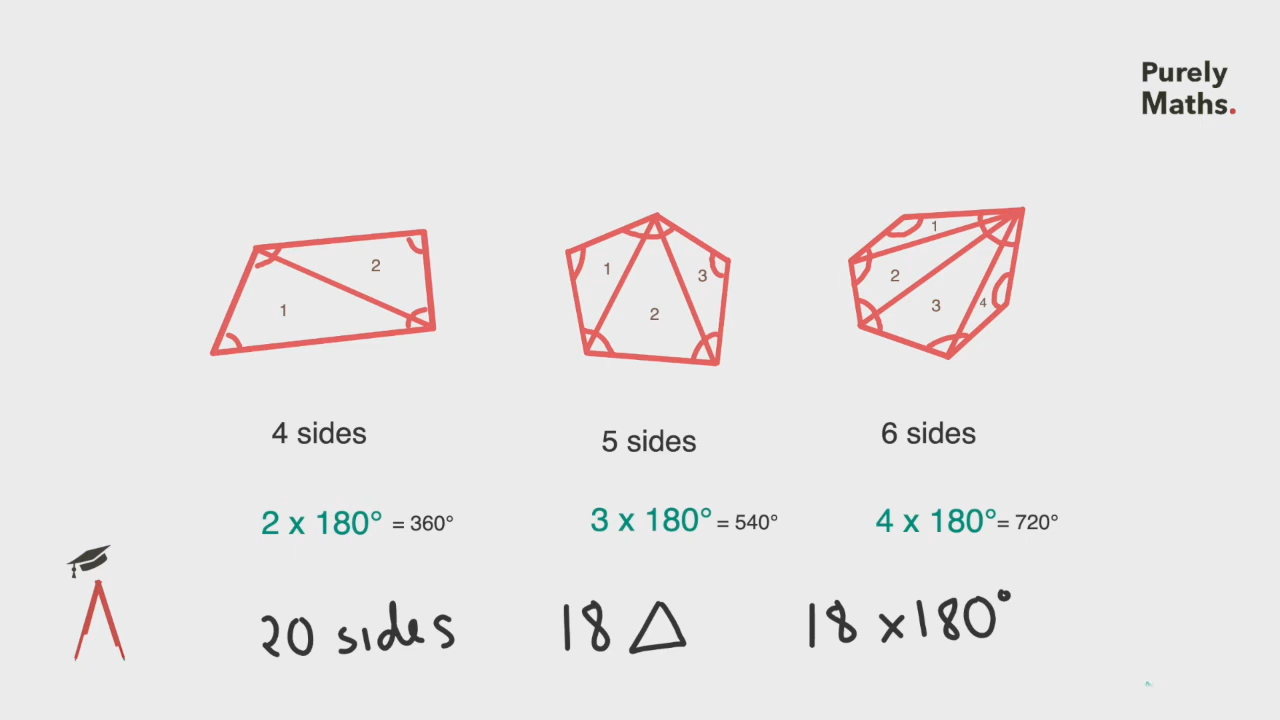 Purely
Maths.
1 2
1 2 3
1 2 3 4
4 sides 5 sides 6 sides
2 x 180° = 360° 3 x 180° = 540° 4 x 180° = 720°
20 sides 18 △ 18 x 180°